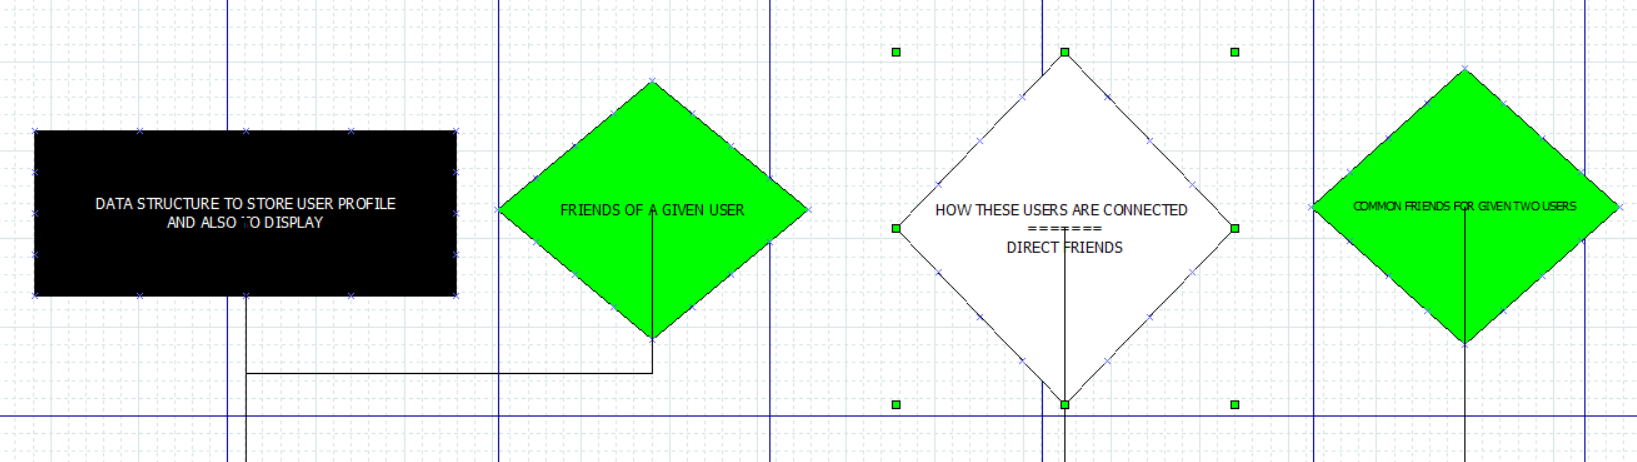 DATA STRUCTURE TO STORE USER PROFILE
AND ALSO TO DISPLAY
FRIENDS OF A GIVEN USER
HOW THESE USERS ARE CONNECTED
=======
DIRECT FRIENDS
COMMON FRIENDS FOR GIVEN TWO USERS